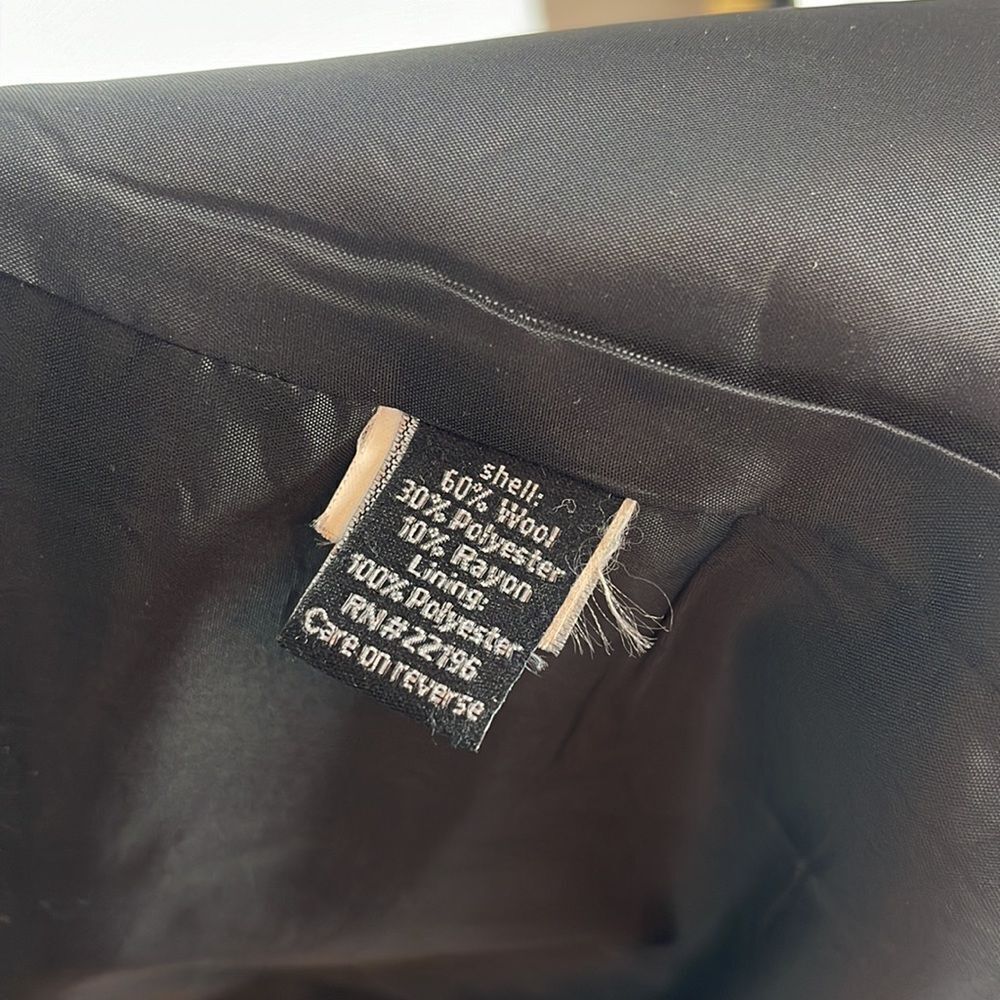 shell:
60% Wool
30% Polyester
10% Rayon
Lining:
100% Polyester
RN#22196
Care on reverse